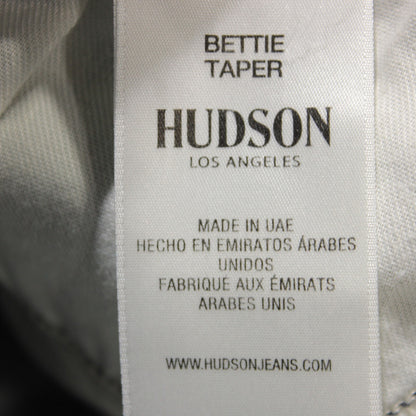 BETTIE
TAPER
HUDSON
LOS ANGELES
MADE IN UAE
HECHO EN EMIRATOS ÁRABES
UNIDOS
FABRIQUÉ AUX ÉMIRATS
ARABES UNIS
WWW.HUDSONJEANS.COM